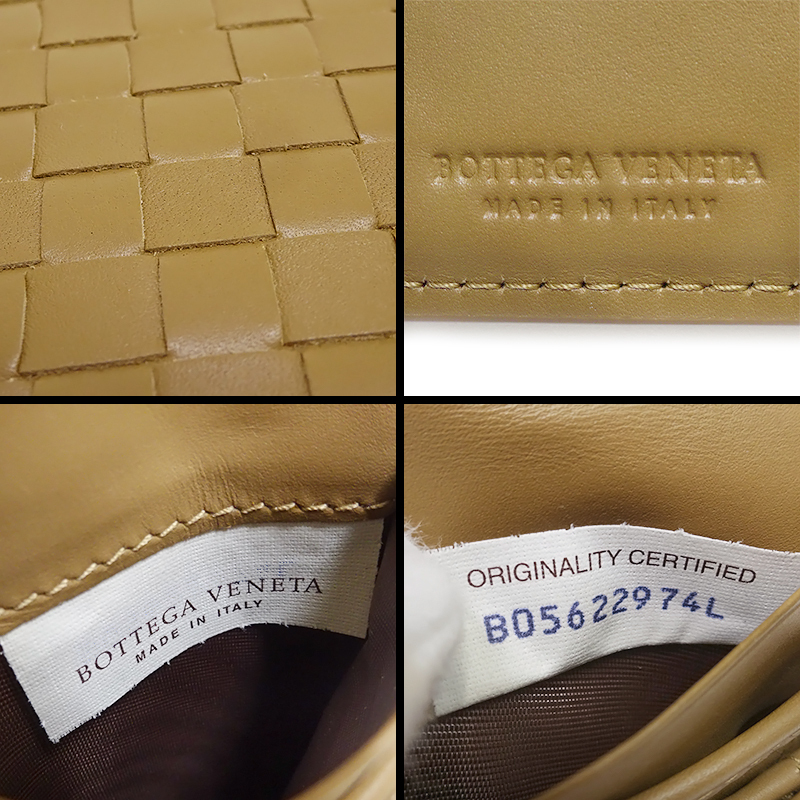 BOTTEGA VENETA
MADE IN ITALY
BOTTEGA VENETA
MADE IN ITALY
ORIGINALITY CERTIFIED
B05622974L